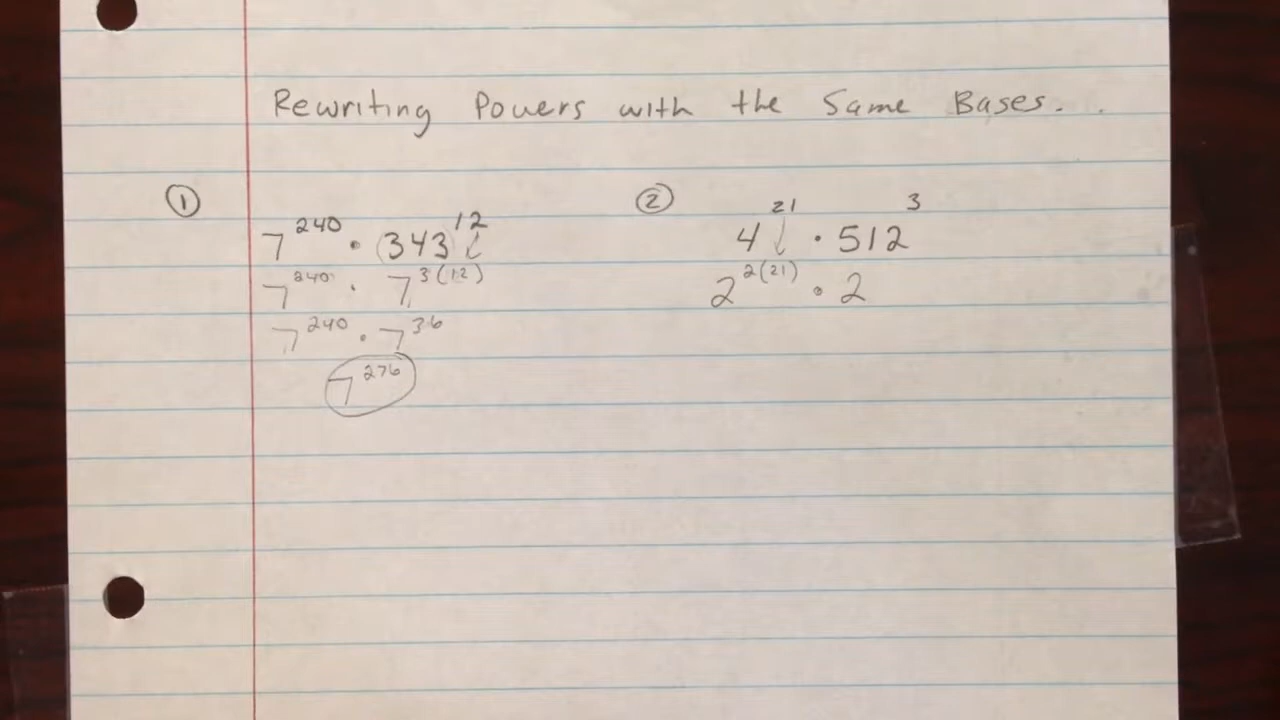 Rewriting Powers with the Same Bases.
①
7^240 · (343^12
7^240 · 7^3(12)
7^240 · 7^36
7^276
②
4^21 · 512^3
2^2(21) · 2